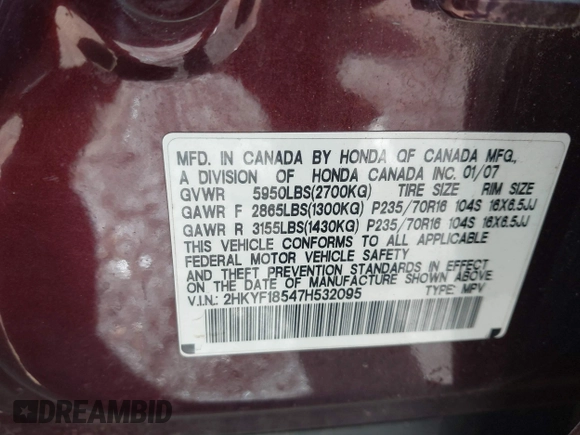 MFD. IN CANADA BY HONDA OF CANADA MFG.,
A DIVISION OF HONDA CANADA INC. 01/07
GVWR 5950LBS(2700KG) TIRE SIZE RIM SIZE
GAWR F 2865LBS(1300KG) P235/70R16 104S 16X6.5JJ
GAWR R 3155LBS(1430KG) P235/70R16 104S 16X6.5JJ
THIS VEHICLE CONFORMS TO ALL APPLICABLE
FEDERAL MOTOR VEHICLE SAFETY
AND THEFT PREVENTION STANDARDS IN EFFECT
ON THE DATE OF MANUFACTURE SHOWN ABOVE
V.I.N.: 2HKYF18547H532095 TYPE: MPV
DREAMBID